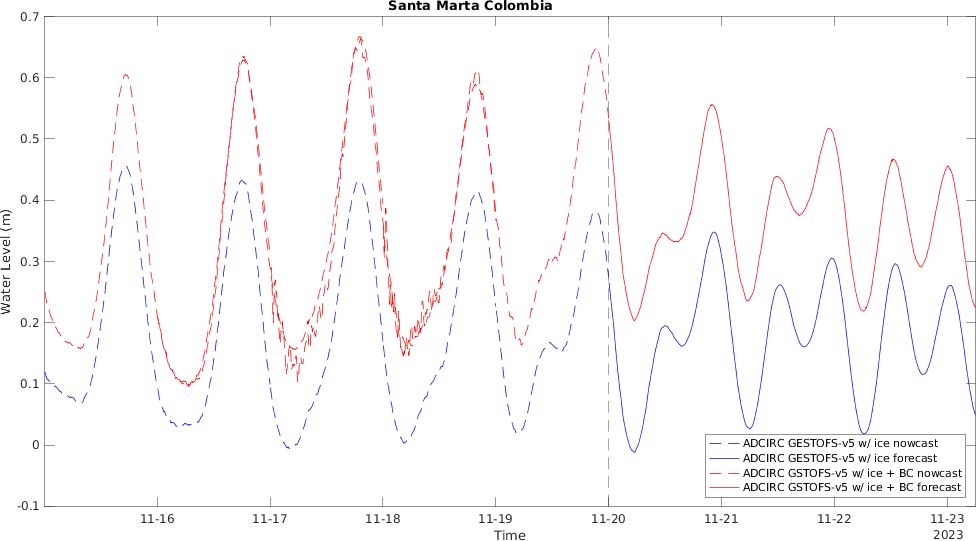 Santa Marta Colombia
0.7
0.6
0.5
0.4
0.3
0.2
0.1
0
-0.1
Water Level (m)
11-16 11-17 11-18 11-19 11-20 11-21 11-22 11-23
2023
Time
ADCIRC GESTOFS-v5 w/ ice nowcast
ADCIRC GESTOFS-v5 w/ ice forecast
ADCIRC GSTOFS-v5 w/ ice + BC nowcast
ADCIRC GSTOFS-v5 w/ ice + BC forecast